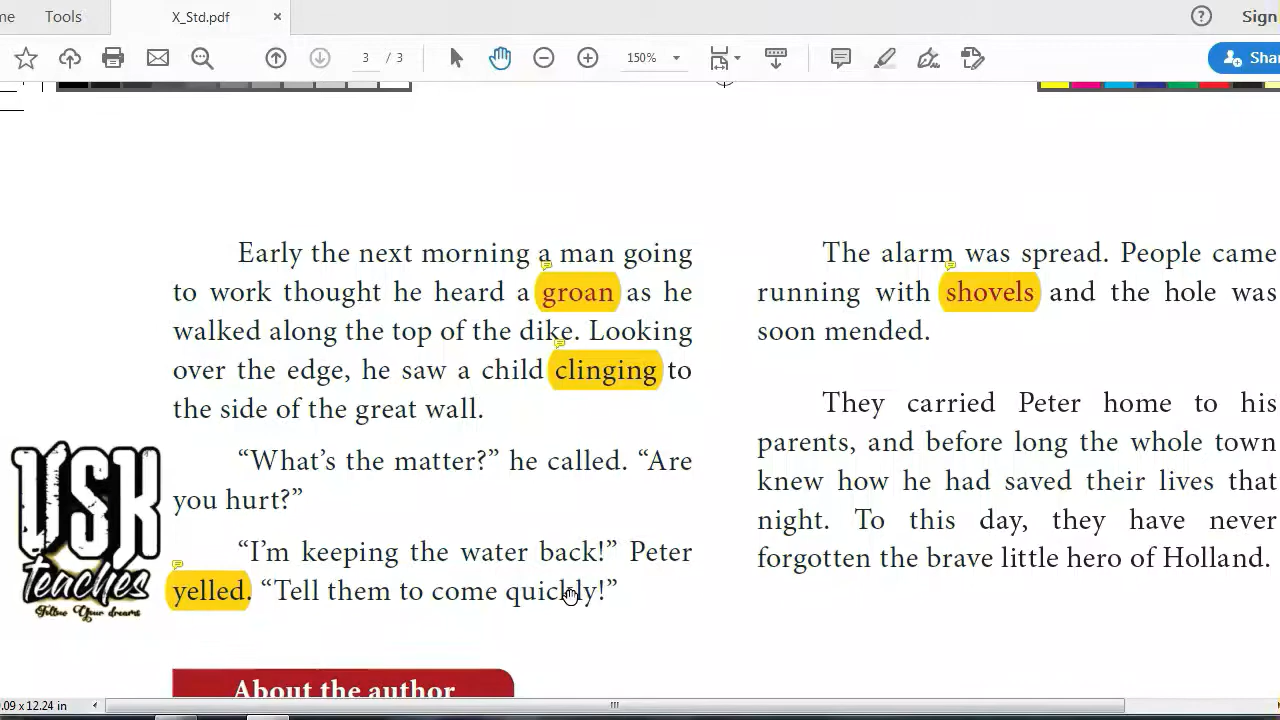 me
Tools
X_Std.pdf
×
?
Sign
3 / 3
150%
Shar
Early the next morning a man going
to work thought he heard a groan as he
walked along the top of the dike. Looking
over the edge, he saw a child clinging to
the side of the great wall.
“What’s the matter?” he called. “Are
you hurt?”
“I’m keeping the water back!” Peter
yelled. “Tell them to come quickly!”
About the author
The alarm was spread. People came
running with shovels and the hole was
soon mended.
They carried Peter home to his
parents, and before long the whole town
knew how he had saved their lives that
night. To this day, they have never
forgotten the brave little hero of Holland.
USK
teaches
Follow Your dreams
9.09 x 12.24 in